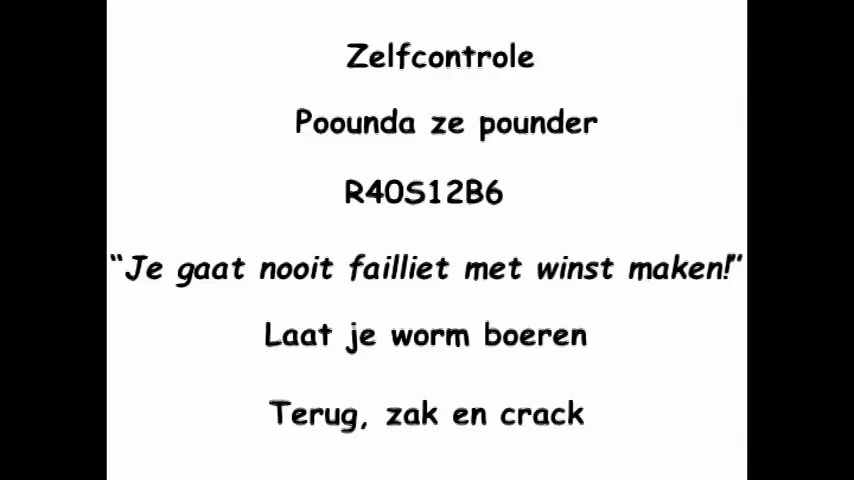 Zelfcontrole
Poounda ze pounder
R40S12B6
“Je gaat nooit failliet met winst maken!”
Laat je worm boeren
Terug, zak en crack